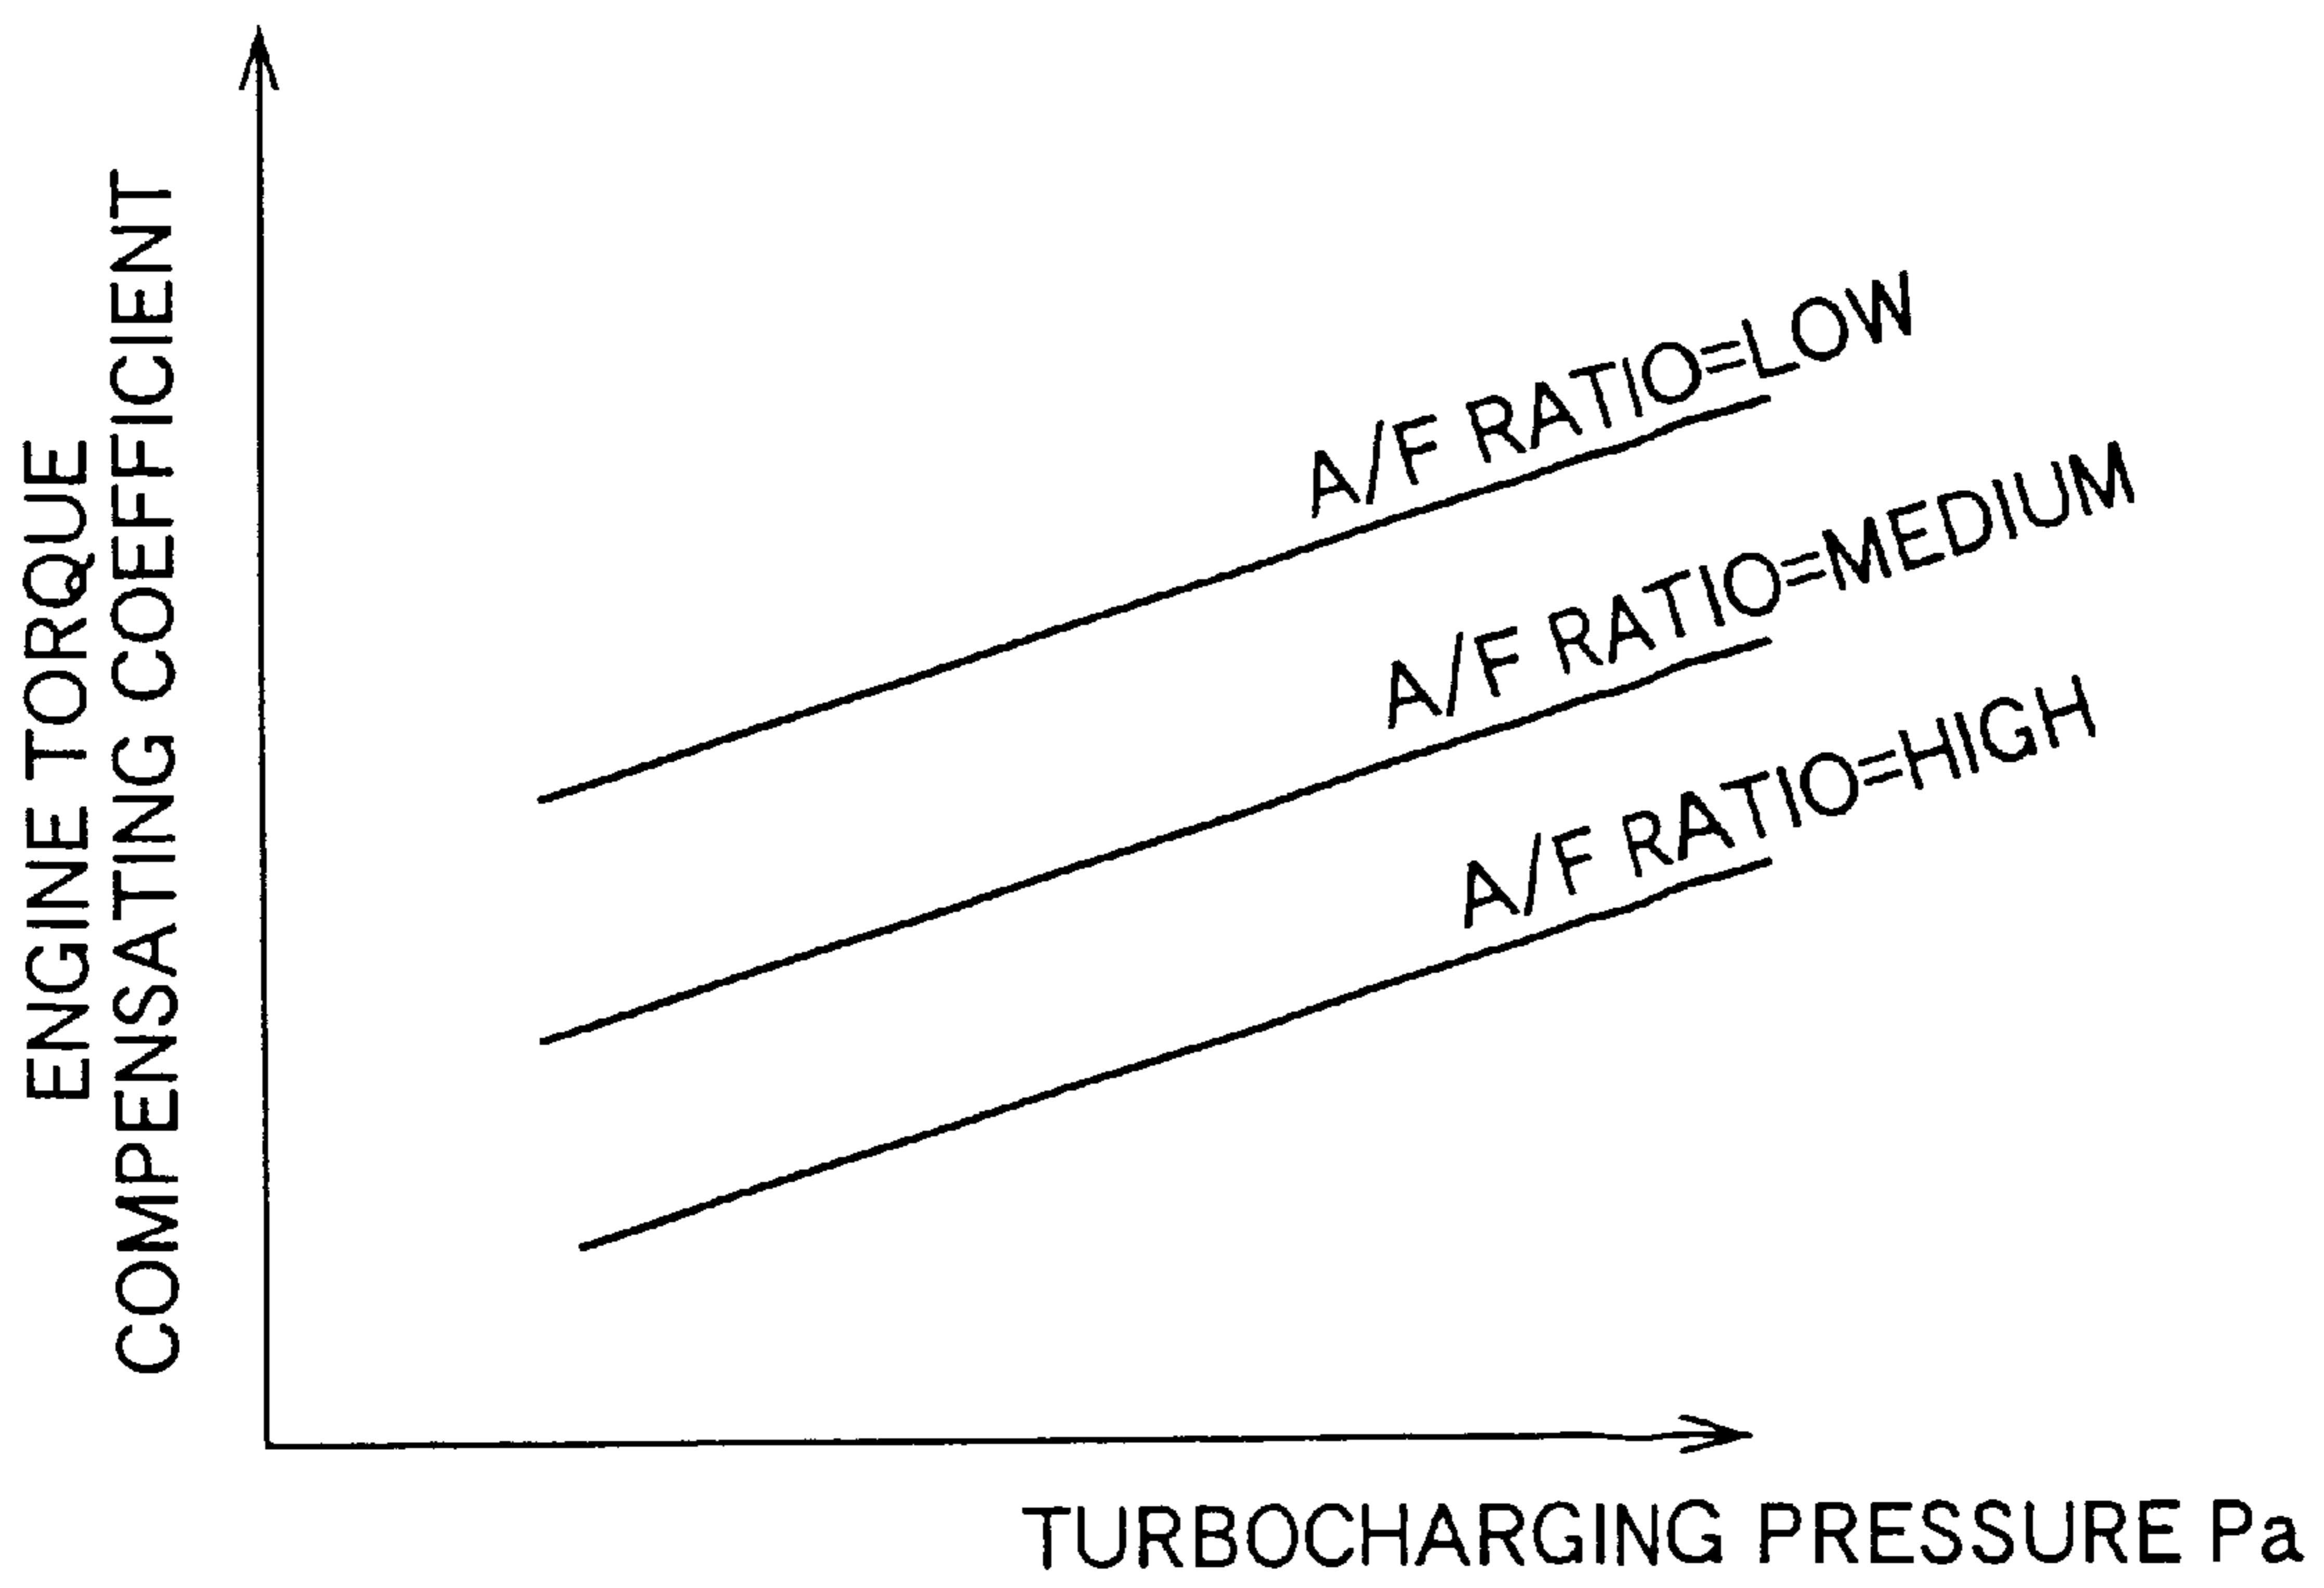 ENGINE TORQUE
COMPENSATING COEFFICIENT
A/F RATIO=LOW
A/F RATIO=MEDIUM
A/F RATIO=HIGH
TURBOCHARGING PRESSURE Pa